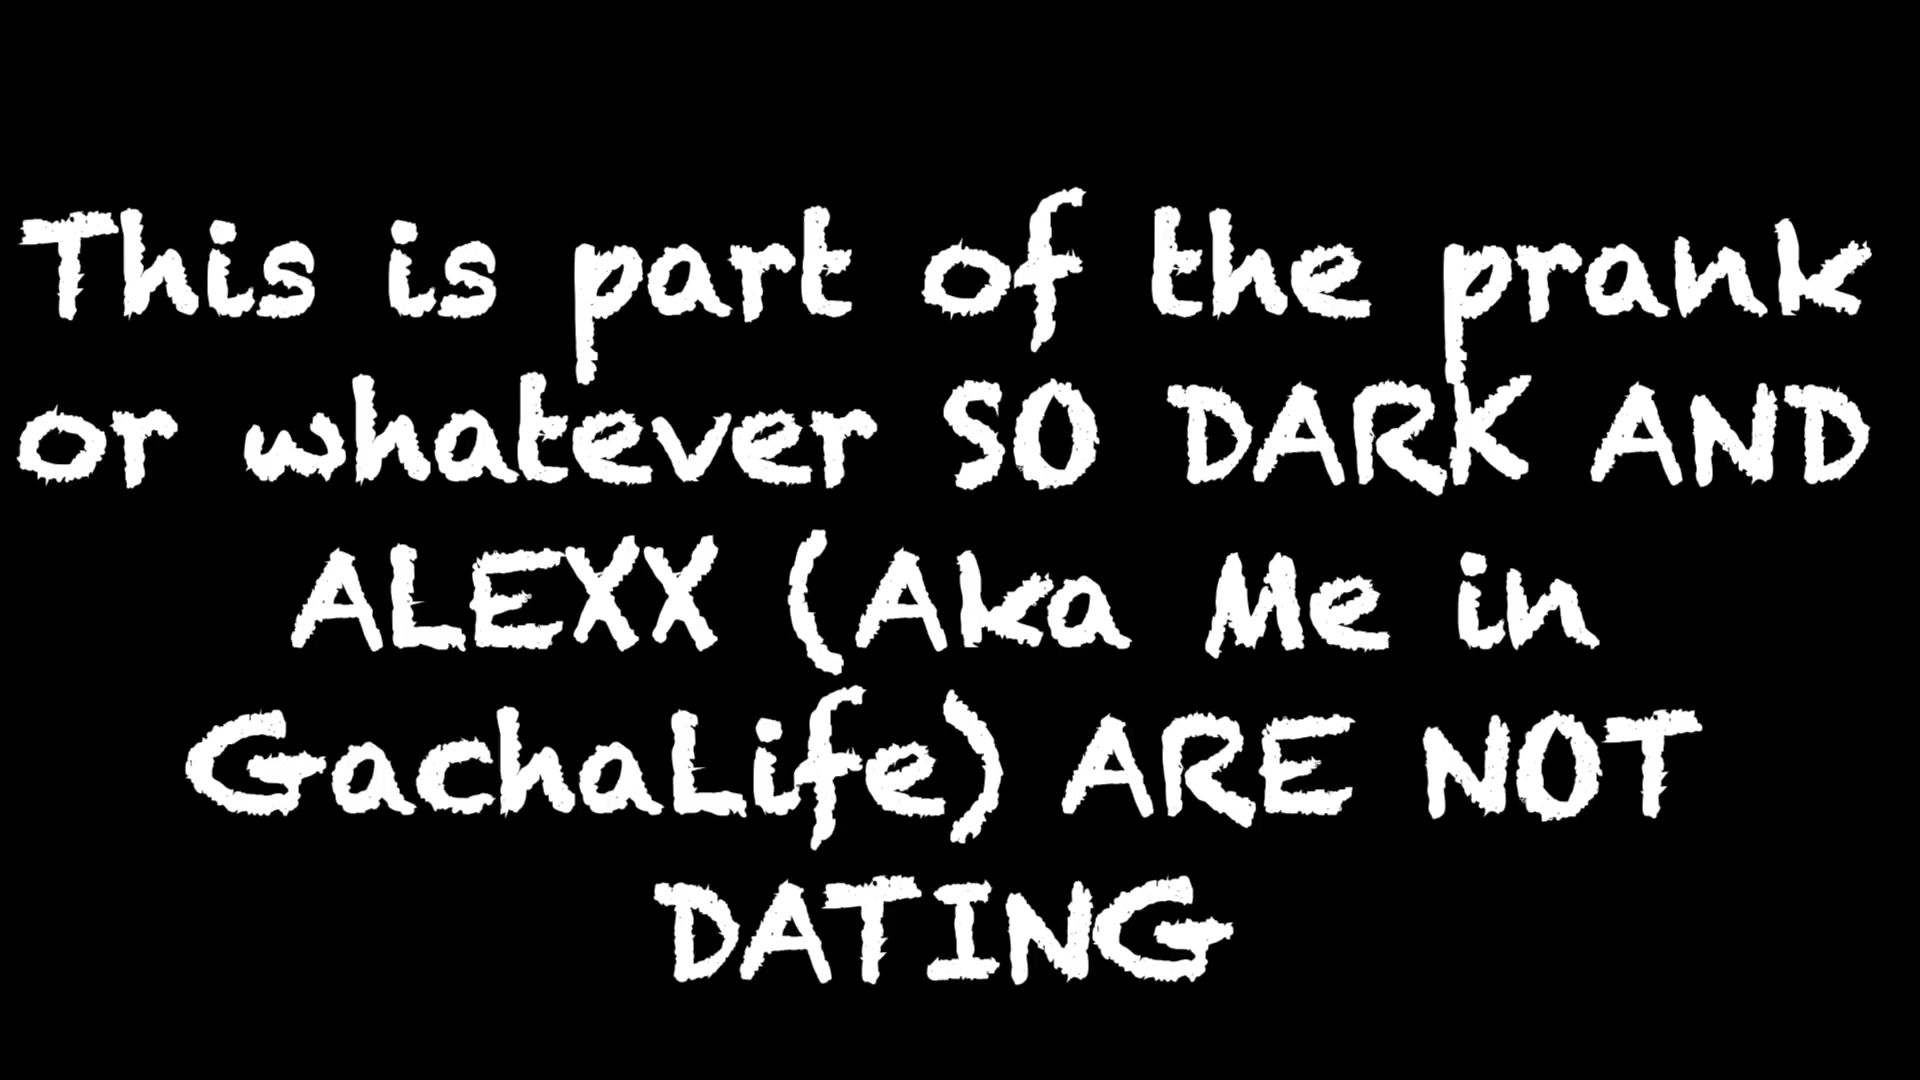 This is part of the prank
or whatever SO DARK AND
ALEXX (Aka Me in
GachaLife) ARE NOT
DATING